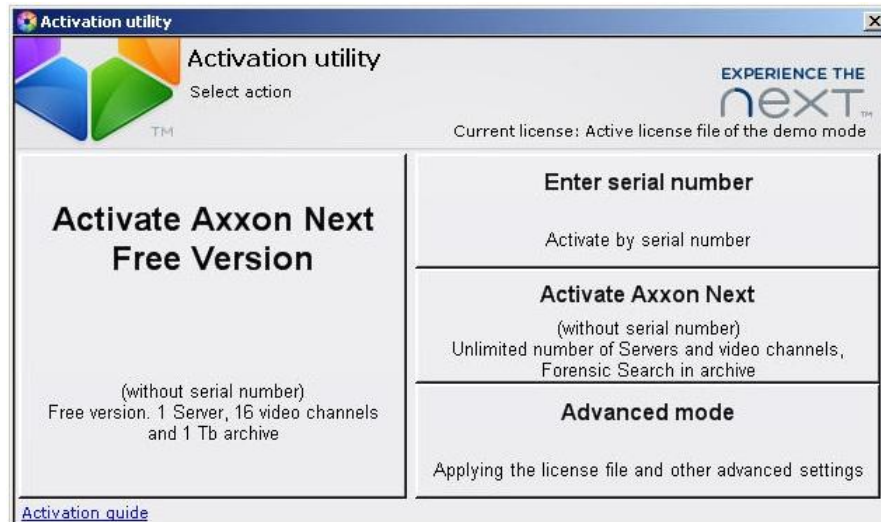 Activation utility
Activation utility
Select action
TM
EXPERIENCE THE
next TM
Current license: Active license file of the demo mode
Activate Axxon Next
Free Version
(without serial number)
Free version. 1 Server, 16 video channels
and 1 Tb archive
Enter serial number
Activate by serial number
Activate Axxon Next
(without serial number)
Unlimited number of Servers and video channels,
Forensic Search in archive
Advanced mode
Applying the license file and other advanced settings
Activation guide